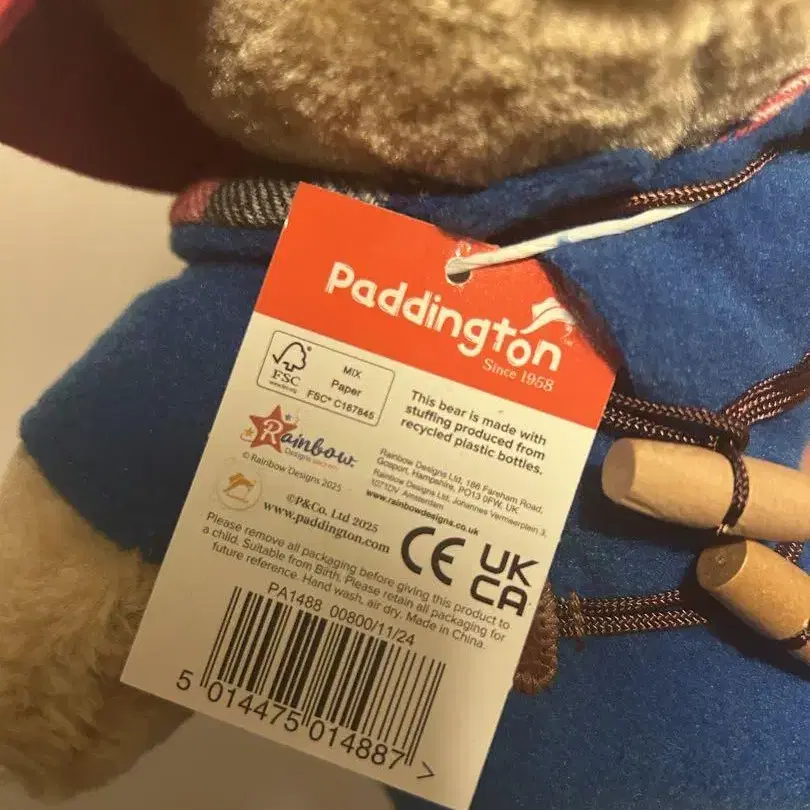 Paddington™
Since 1958
FSC
www.fsc.org
MIX
Paper
FSC® C187845
This bear is made with
stuffing produced from
recycled plastic bottles.
Rainbow
Designs
© Rainbow Designs 2025
Rainbow Designs Ltd, 186 Fareham Road,
Gosport, Hampshire, PO13 0FW, UK
Rainbow Designs Ltd, Johannes Vermeerplein 3,
1071DV Amsterdam
www.rainbowdesigns.co.uk
©P&Co. Ltd 2025
www.paddington.com
CE
UK
CA
Please remove all packaging before giving this product to
a child. Suitable from Birth. Please retain all packaging for
future reference. Hand wash, air dry. Made in China.
PA1488 00800/11/24
5 014475 014887 >